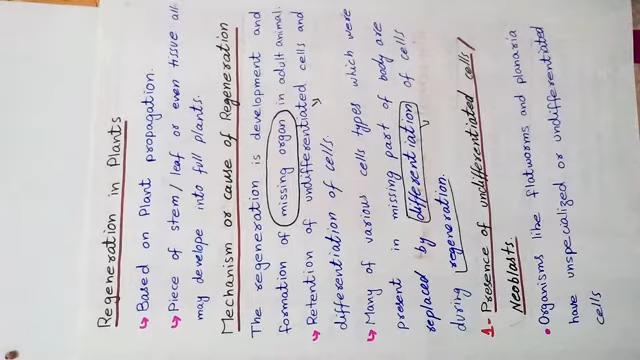 Regeneration in Plants
↳ Based on Plant propagation.
↳ Piece of stem/leaf or even tissue all
may develope into full plants.
Mechanism or cause of Regeneration
The regeneration is development and
formation of missing organ in adult animal.
↳ Retention of undifferentiated cells and
differentiation of cells.
↳ Many of various cells types which were
present in missing part of body are
replaced by differentiation of cells
during regeneration.
1- Presence of undifferentiated cells/
Neoblasts.
• Organisms like flatworms and planaria
have unspecialized or undifferentiated
cells